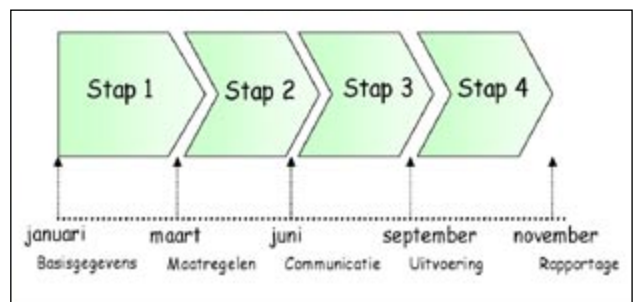 Stap 1 Stap 2 Stap 3 Stap 4
januari maart juni september november
Basisgegevens Maatregelen Communicatie Uitvoering Rapportage